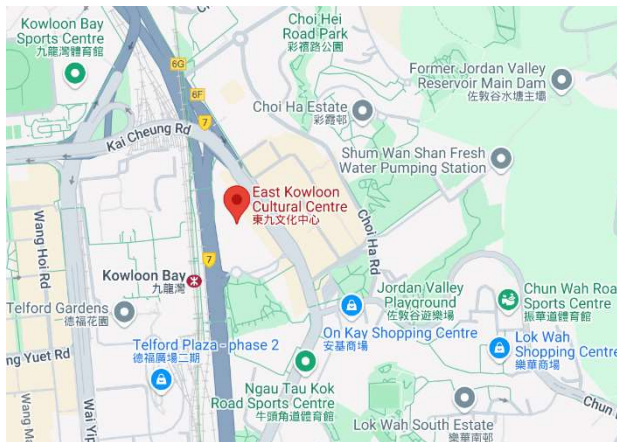 Kowloon Bay
Sports Centre
九龍灣體育館
Choi Hei
Road Park
彩禧路公園
6G
6F
7
Kai Cheung Rd
Former Jordan Valley
Reservoir Main Dam
佐敦谷水塘主壩
Choi Ha Estate
彩霞邨
Shum Wan Shan Fresh
Water Pumping Station
East Kowloon
Cultural Centre
東九文化中心
Choi Ha Rd
Wang Hoi Rd
Kowloon Bay
九龍灣
7
Telford Gardens
德福花園
Jordan Valley
Playground
佐敦谷遊樂場
Chun Wah Road
Sports Centre
振華道體育館
On Kay Shopping Centre
安基商場
Lok Wah
Shopping Centre
樂華商場
ng Yuet Rd
Telford Plaza - phase 2
德福廣場二期
Ngau Tau Kok
Road Sports Centre
牛頭角道體育館
Lok Wah South Estate
樂華南邨
Wai Yip
Chun